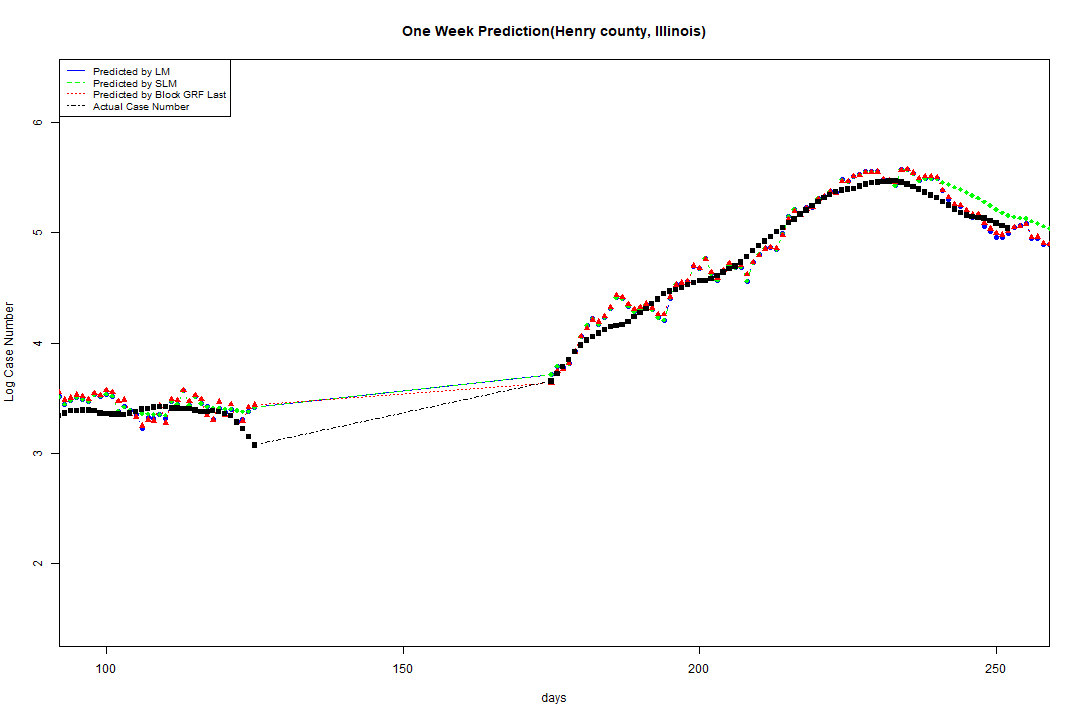 One Week Prediction(Henry county, Illinois)
Predicted by LM
Predicted by SLM
Predicted by Block GRF Last
Actual Case Number
6
5
4
3
2
Log Case Number
100
150
200
250
days